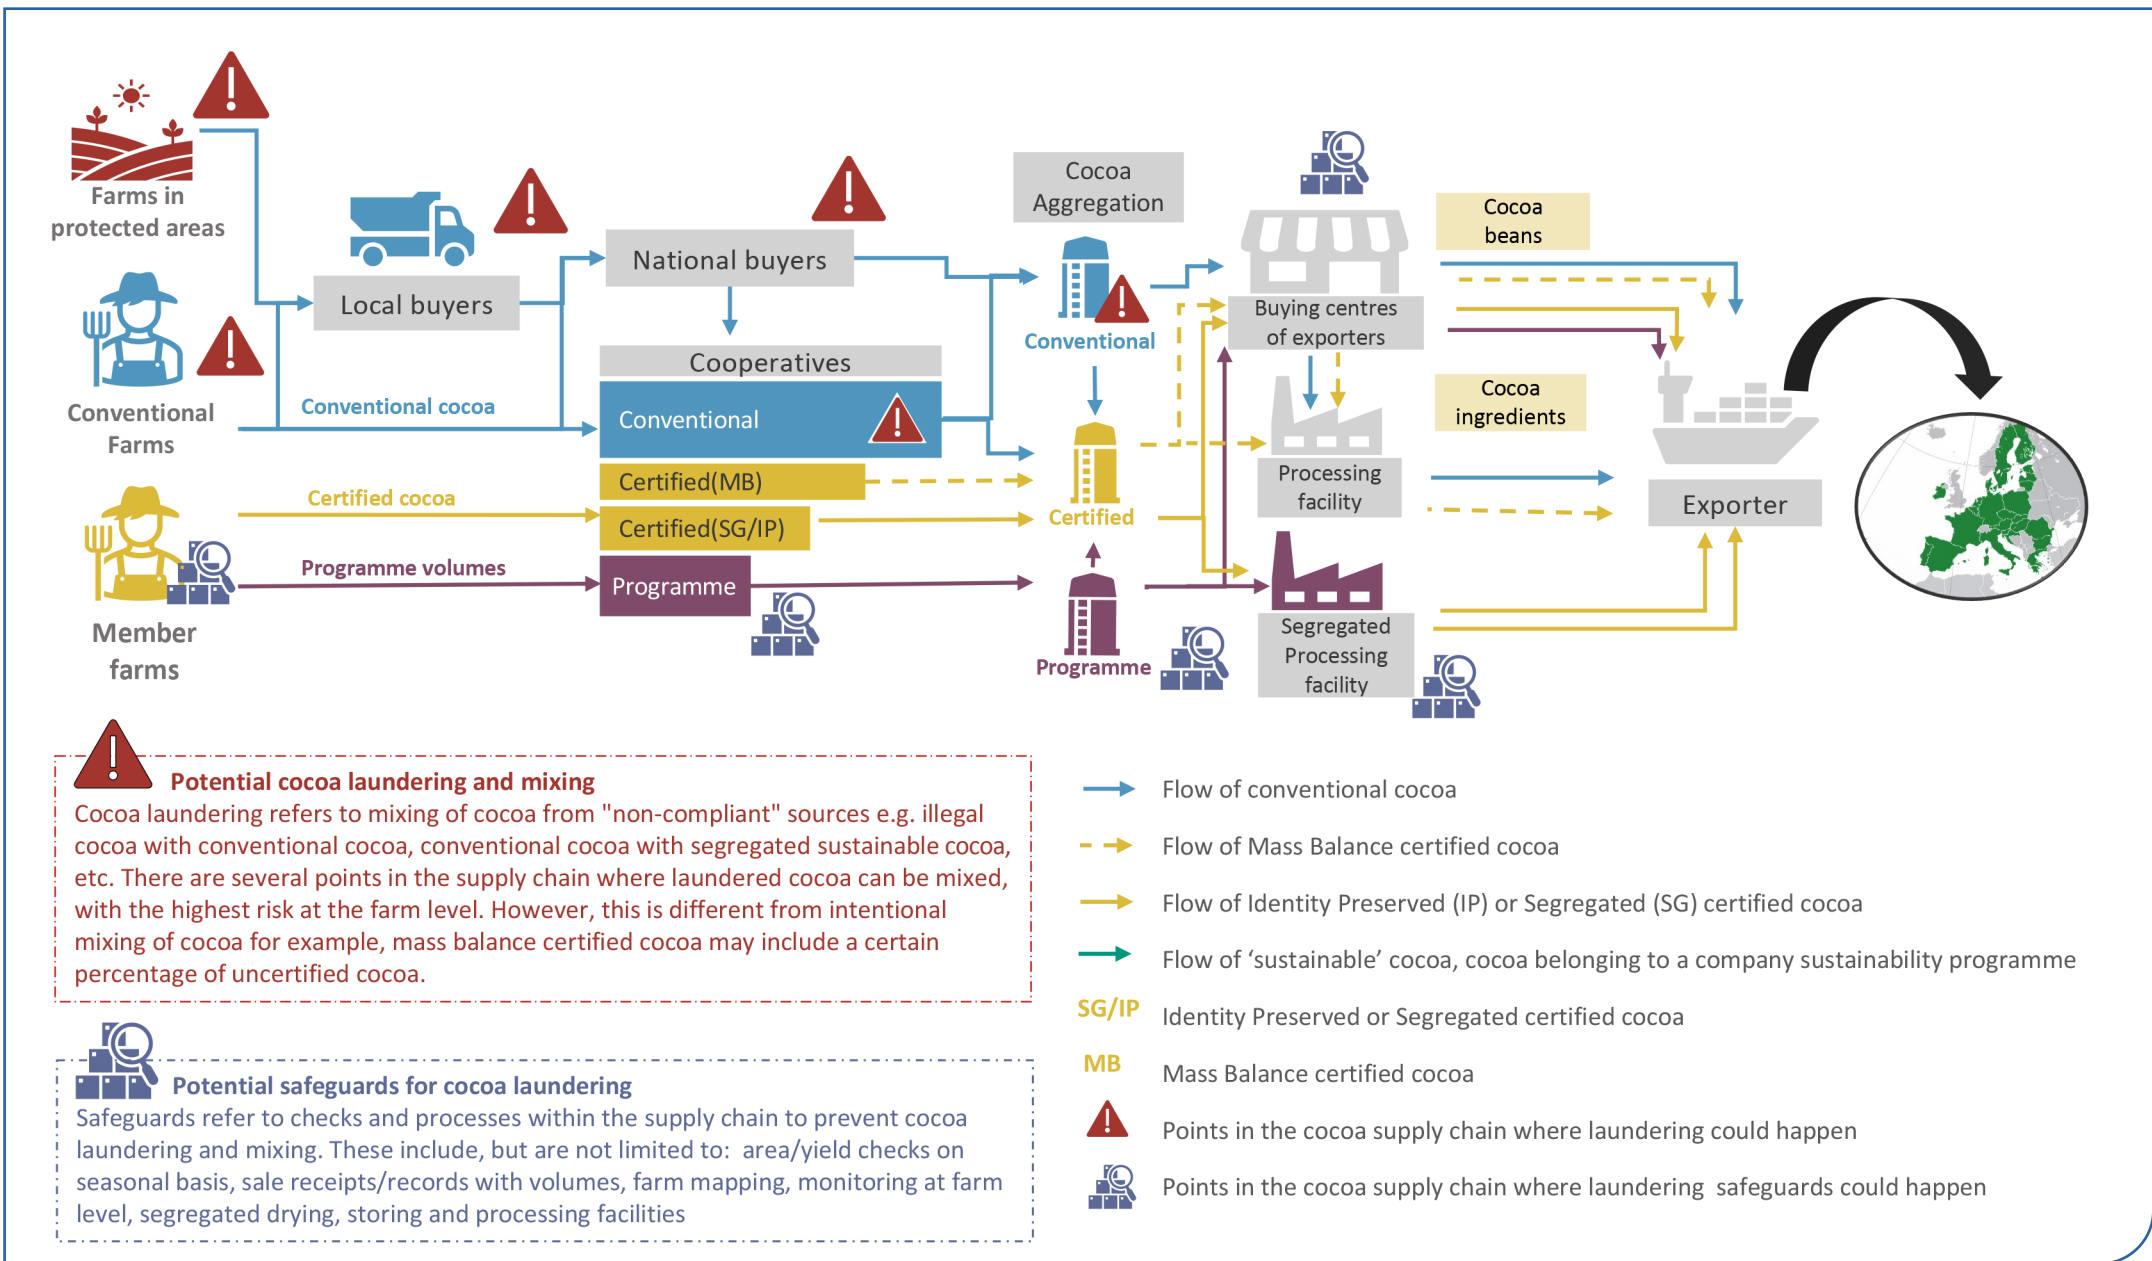 Farms in
protected areas
Local buyers
National buyers
Cocoa
Aggregation
Conventional
Buying centres
of exporters
Cocoa
beans
Conventional
Farms
Conventional cocoa
Cooperatives
Conventional
Certified(MB)
Certified(SG/IP)
Programme
Certified cocoa
Programme volumes
Member
farms
Certified
Programme
Processing
facility
Segregated
Processing
facility
Cocoa
ingredients
Exporter
Potential cocoa laundering and mixing
Cocoa laundering refers to mixing of cocoa from "non-compliant" sources e.g. illegal
cocoa with conventional cocoa, conventional cocoa with segregated sustainable cocoa,
etc. There are several points in the supply chain where laundered cocoa can be mixed,
with the highest risk at the farm level. However, this is different from intentional
mixing of cocoa for example, mass balance certified cocoa may include a certain
percentage of uncertified cocoa.
Potential safeguards for cocoa laundering
Safeguards refer to checks and processes within the supply chain to prevent cocoa
laundering and mixing. These include, but are not limited to: area/yield checks on
seasonal basis, sale receipts/records with volumes, farm mapping, monitoring at farm
level, segregated drying, storing and processing facilities
Flow of conventional cocoa
Flow of Mass Balance certified cocoa
Flow of Identity Preserved (IP) or Segregated (SG) certified cocoa
Flow of ‘sustainable’ cocoa, cocoa belonging to a company sustainability programme
SG/IP Identity Preserved or Segregated certified cocoa
MB Mass Balance certified cocoa
Points in the cocoa supply chain where laundering could happen
Points in the cocoa supply chain where laundering safeguards could happen